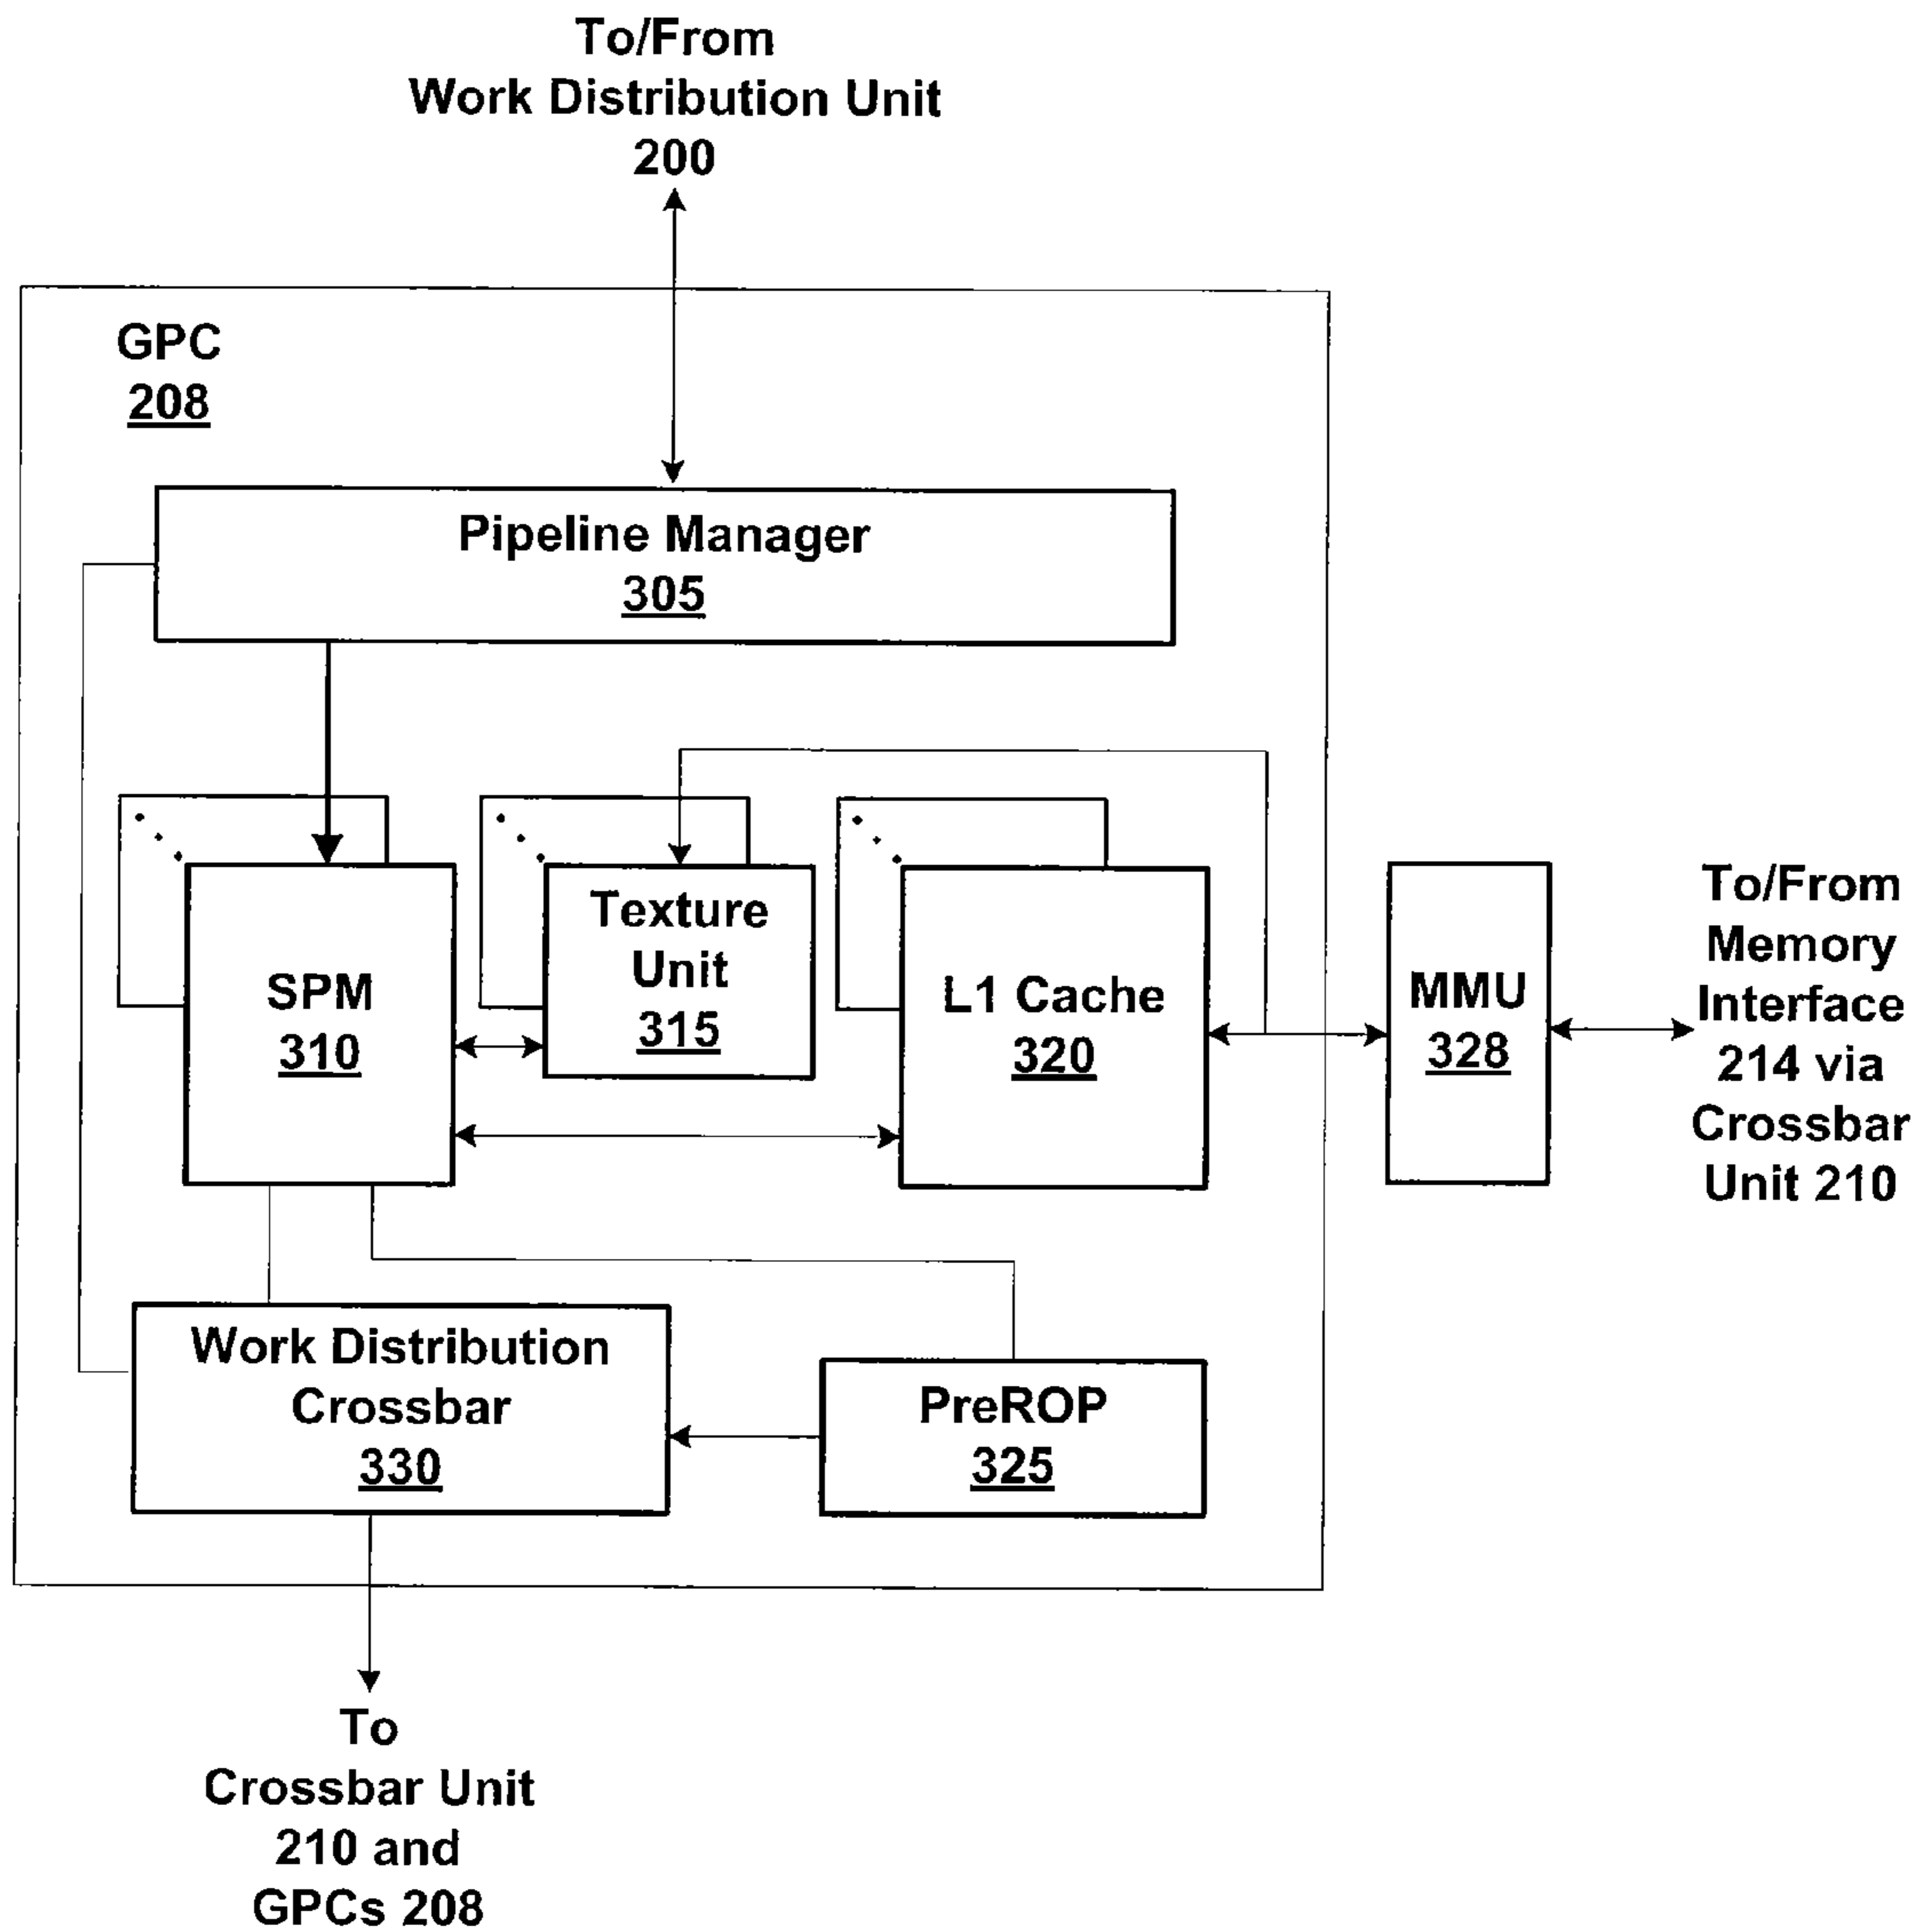 To/From
Work Distribution Unit
200
GPC
208
Pipeline Manager
305
SPM
310
Texture
Unit
315
L1 Cache
320
MMU
328
To/From
Memory
Interface
214 via
Crossbar
Unit 210
Work Distribution
Crossbar
330
PreROP
325
To
Crossbar Unit
210 and
GPCs 208